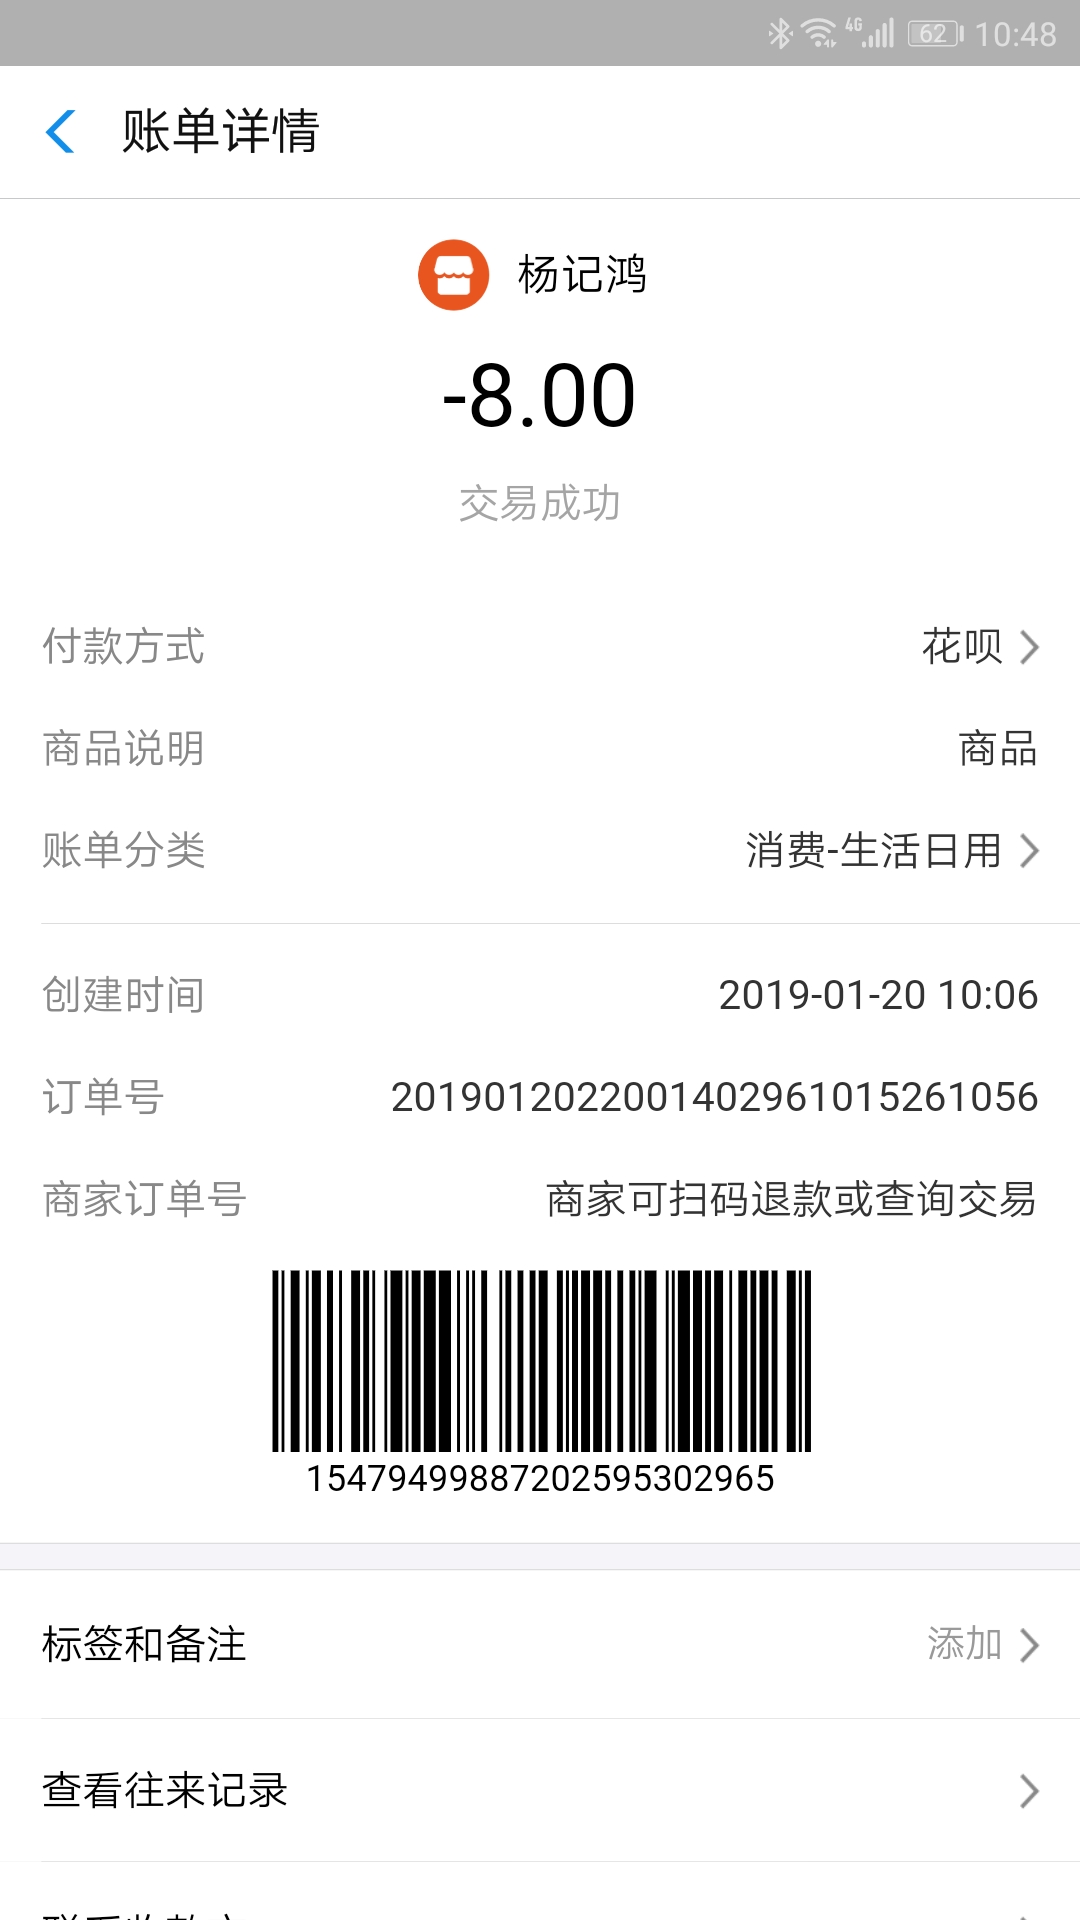 4G 62 10:48
账单详情
杨记鸿
-8.00
交易成功
付款方式 花呗
商品说明 商品
账单分类 消费-生活日用
创建时间 2019-01-20 10:06
订单号 2019012022001402961015261056
商家订单号 商家可扫码退款或查询交易
15479499887202595302965
标签和备注 添加
查看往来记录